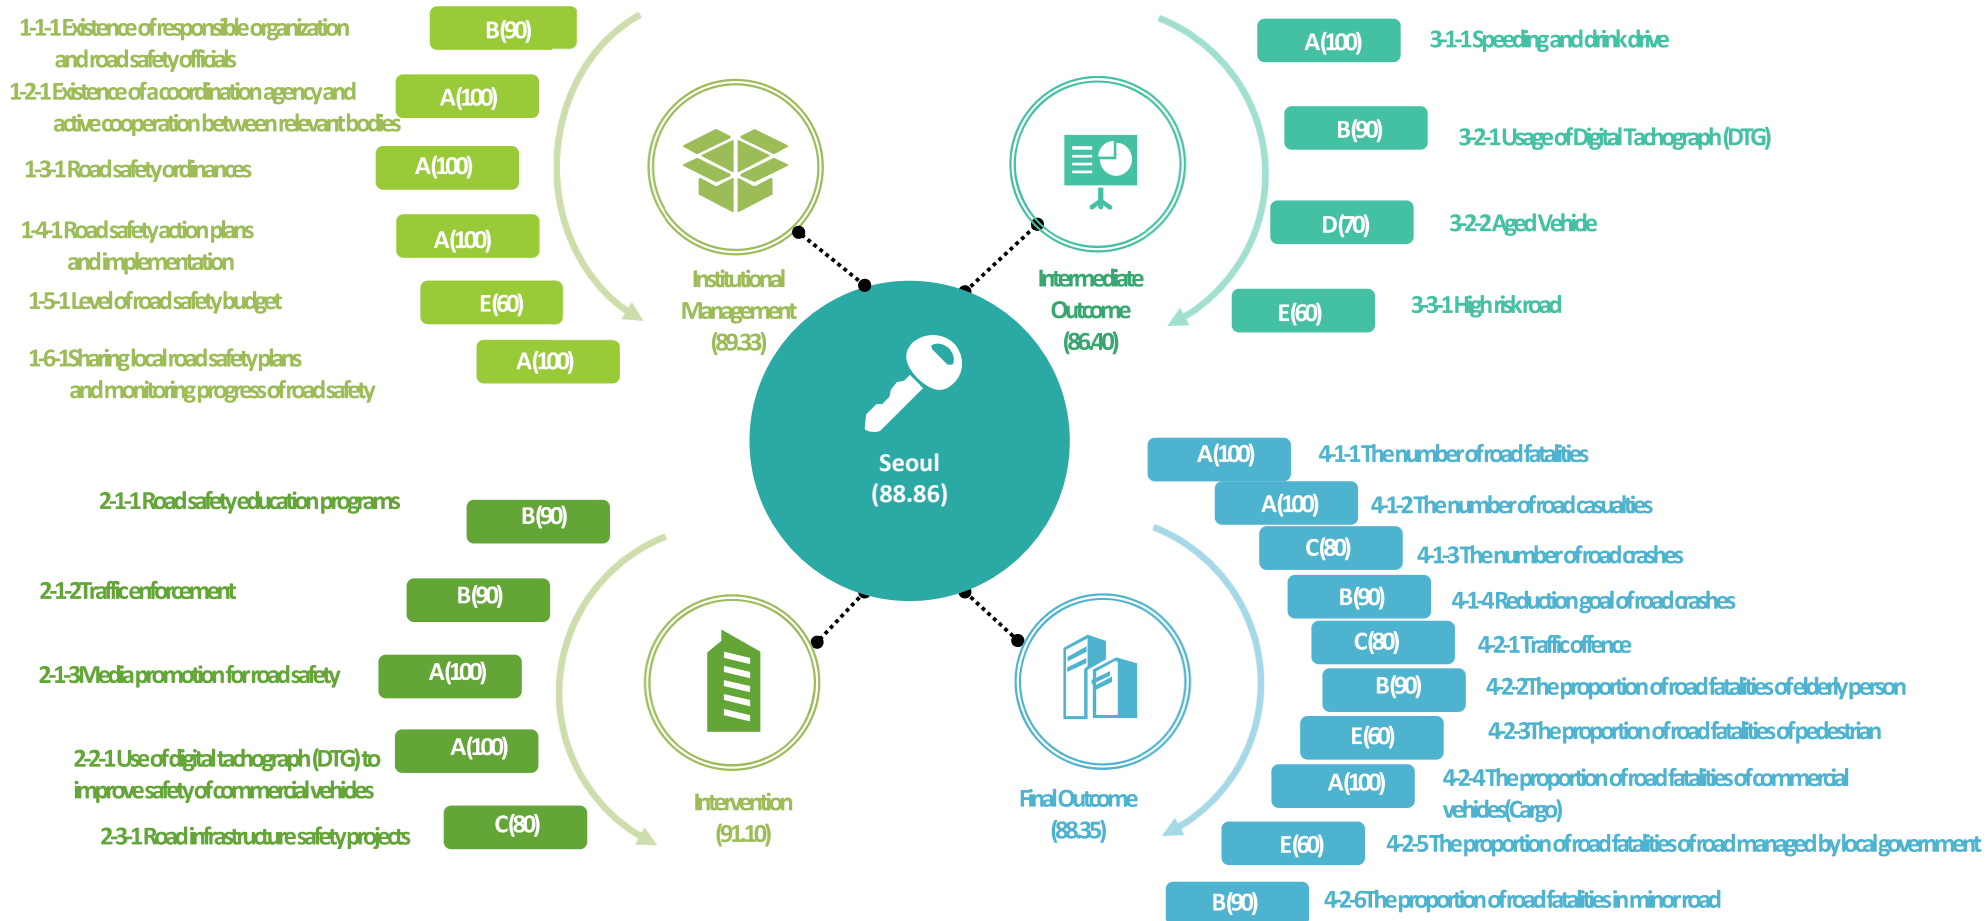 1-1-1 Existence of responsible organization
and road safety officials
B(90)
1-2-1 Existence of a coordination agency and
active cooperation between relevant bodies
A(100)
1-3-1 Road safety ordinances
A(100)
1-4-1 Road safety action plans
and implementation
A(100)
1-5-1 Level of road safety budget
E(60)
1-6-1Sharing local road safety plans
and monitoring progress of road safety
A(100)
Institutional
Management
(89.33)
Intermediate
Outcome
(86.40)
A(100)
3-1-1 Speeding and drink drive
B(90)
3-2-1 Usage of Digital Tachograph (DTG)
D(70)
3-2-2 Aged Vehicle
E(60)
3-3-1 High risk road
Seoul
(88.86)
2-1-1 Road safety education programs
B(90)
2-1-2Traffic enforcement
B(90)
2-1-3Media promotion for road safety
A(100)
2-2-1 Use of digital tachograph (DTG) to
improve safety of commercial vehicles
A(100)
2-3-1 Road infrastructure safety projects
C(80)
Intervention
(91.10)
Final Outcome
(88.35)
A(100)
4-1-1 The number of road fatalities
A(100)
4-1-2 The number of road casualties
C(80)
4-1-3 The number of road crashes
B(90)
4-1-4 Reduction goal of road crashes
C(80)
4-2-1 Traffic offence
B(90)
4-2-2The proportion of road fatalities of elderly person
E(60)
4-2-3The proportion of road fatalities of pedestrian
A(100)
4-2-4 The proportion of road fatalities of commercial
vehicles(Cargo)
E(60)
4-2-5 The proportion of road fatalities of road managed by local government
B(90)
4-2-6The proportion of road fatalities in minor road